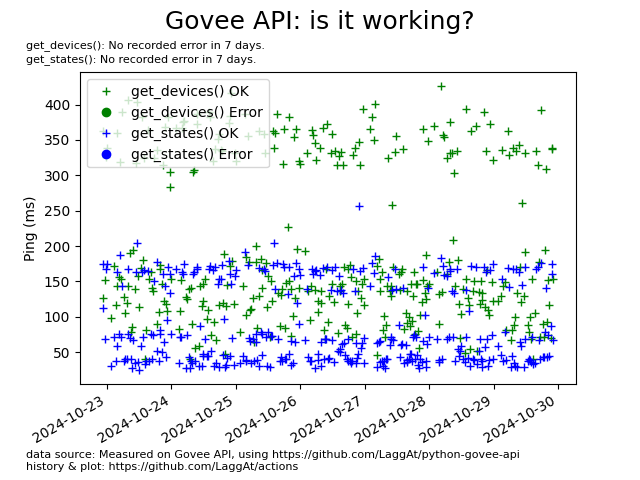 Govee API: is it working?
get_devices(): No recorded error in 7 days.
get_states(): No recorded error in 7 days.
get_devices() OK
get_devices() Error
get_states() OK
get_states() Error
Ping (ms)
400
350
300
250
200
150
100
50
2024-10-23
2024-10-24
2024-10-25
2024-10-26
2024-10-27
2024-10-28
2024-10-29
2024-10-30
data source: Measured on Govee API, using https://github.com/LaggAt/python-govee-api
history & plot: https://github.com/LaggAt/actions